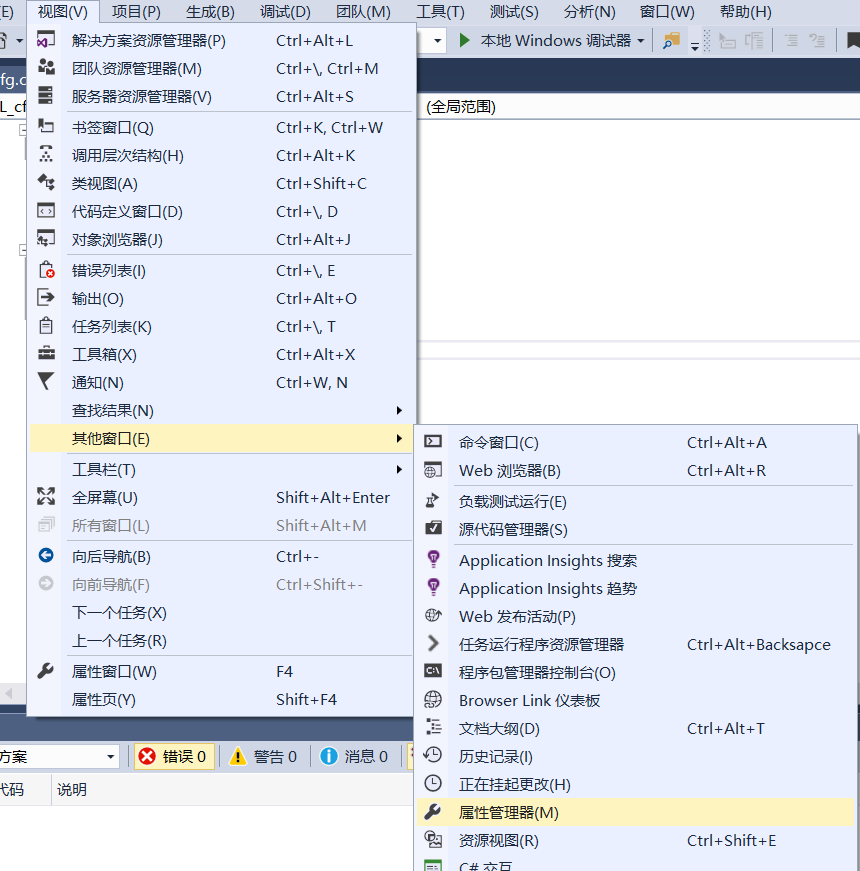 (E) 视图(V) 项目(P) 生成(B) 调试(D) 团队(M) 工具(T) 测试(S) 分析(N) 窗口(W) 帮助(H)
本地 Windows 调试器
fg.c
L_cf
(全局范围)
解决方案资源管理器(P) Ctrl+Alt+L
团队资源管理器(M) Ctrl+\, Ctrl+M
服务器资源管理器(V) Ctrl+Alt+S
书签窗口(Q) Ctrl+K, Ctrl+W
调用层次结构(H) Ctrl+Alt+K
类视图(A) Ctrl+Shift+C
代码定义窗口(D) Ctrl+\, D
对象浏览器(J) Ctrl+Alt+J
错误列表(I) Ctrl+\, E
输出(O) Ctrl+Alt+O
任务列表(K) Ctrl+\, T
工具箱(X) Ctrl+Alt+X
通知(N) Ctrl+W, N
查找结果(N)
其他窗口(E)
工具栏(T)
全屏幕(U) Shift+Alt+Enter
所有窗口(L) Shift+Alt+M
向后导航(B) Ctrl+-
向前导航(F) Ctrl+Shift+-
下一个任务(X)
上一个任务(R)
属性窗口(W) F4
属性页(Y) Shift+F4
命令窗口(C) Ctrl+Alt+A
Web 浏览器(B) Ctrl+Alt+R
负载测试运行(E)
源代码管理器(S)
Application Insights 搜索
Application Insights 趋势
Web 发布活动(P)
任务运行程序资源管理器 Ctrl+Alt+Backsapce
程序包管理器控制台(O)
Browser Link 仪表板
文档大纲(D) Ctrl+Alt+T
历史记录(I)
正在挂起更改(H)
属性管理器(M)
资源视图(R) Ctrl+Shift+E
C# 交互
方案 错误 0 警告 0 消息 0
代码 说明